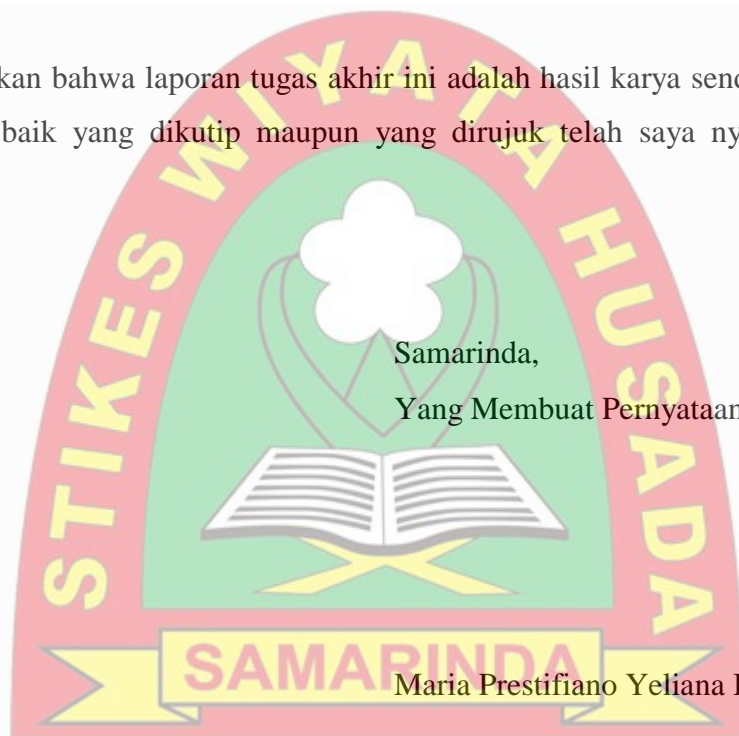 kan bahwa laporan tugas akhir ini adalah hasil karya send
baik yang dikutip maupun yang dirujuk telah saya ny
STIKES WIYATA HUSADA
Samarinda,
Yang Membuat Pernyataan
SAMARINDA
Maria Prestifiano Yeliana